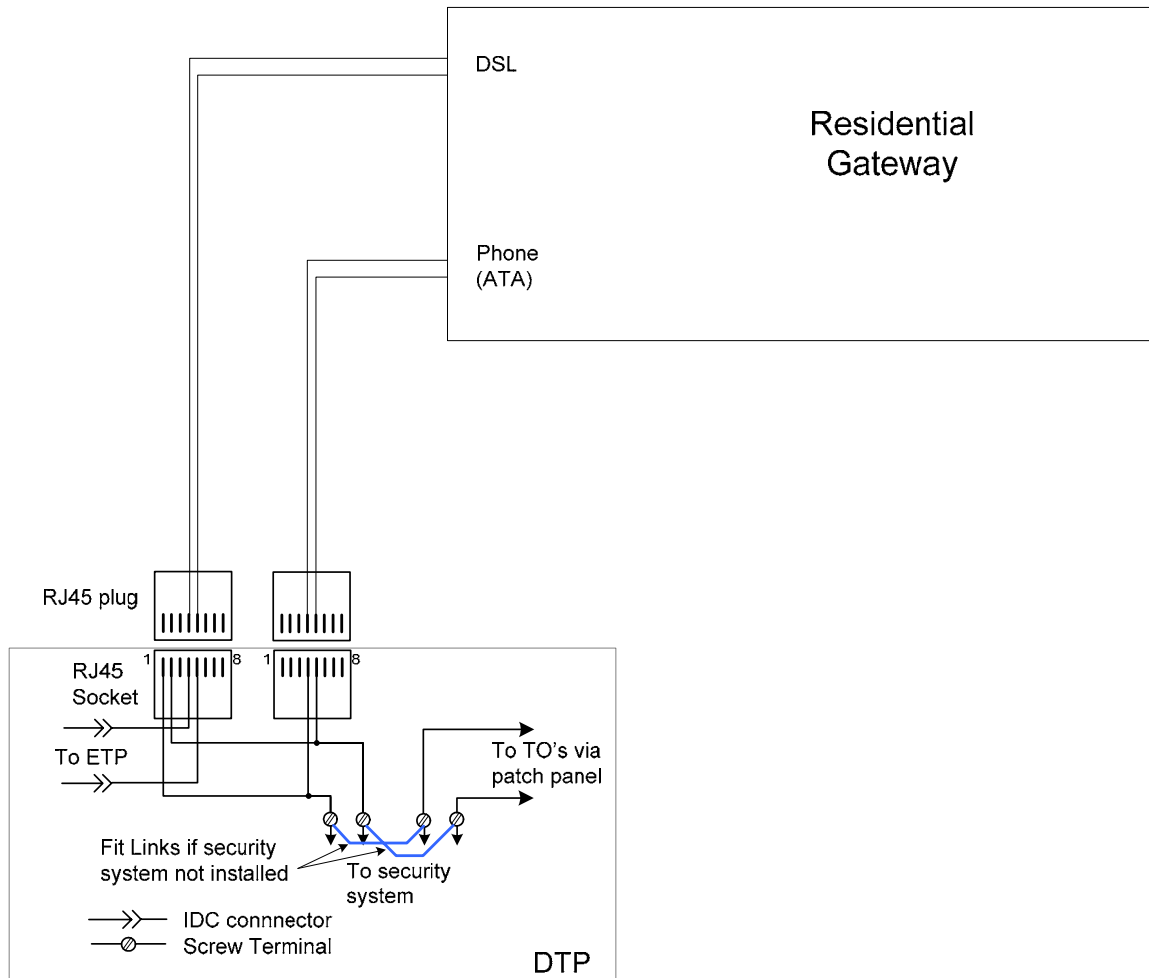 DSL
Residential
Gateway
Phone
(ATA)
RJ45 plug
1 8 1 8
RJ45
Socket
To ETP
To TO's via
patch panel
Fit Links if security
system not installed
To security
system
IDC connnector
Screw Terminal
DTP